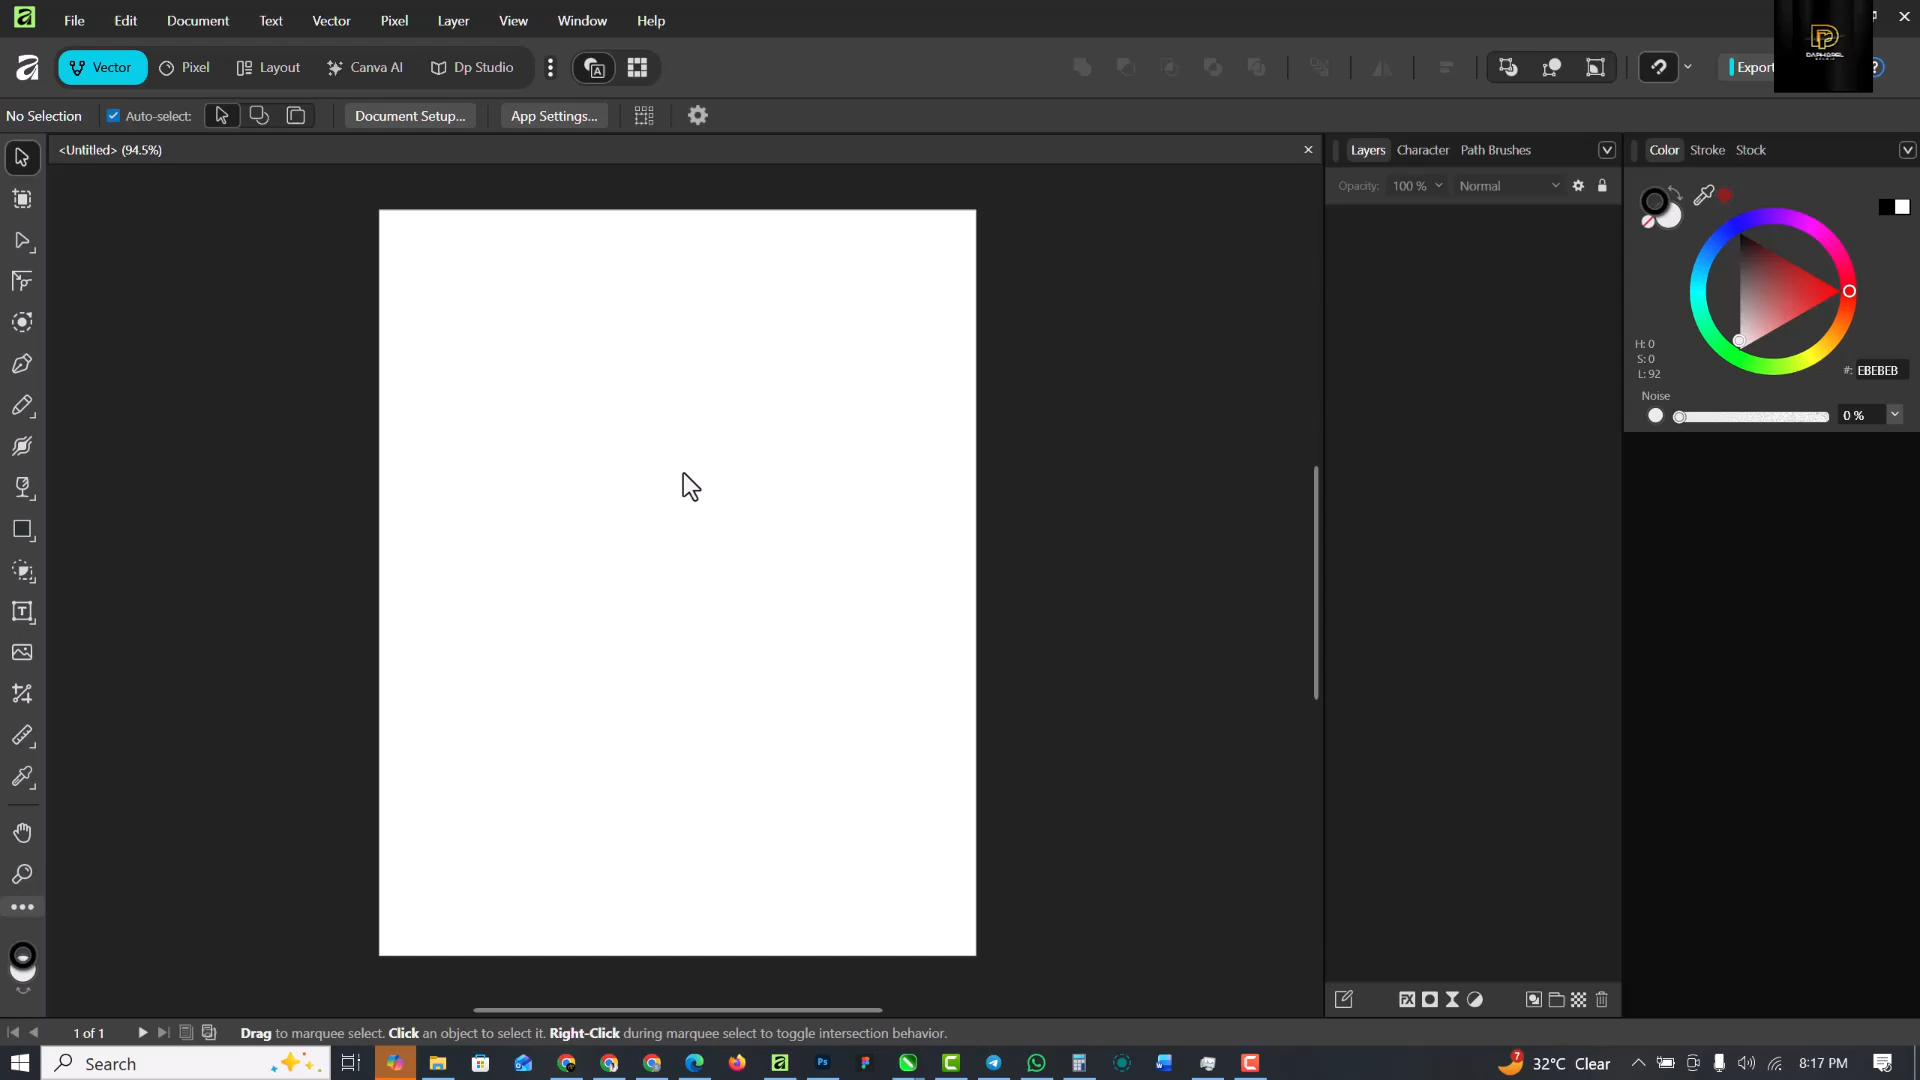 File Edit Document Text Vector Pixel Layer View Window Help
Vector Pixel Layout Canva AI Dp Studio Export
No Selection Auto-select: Document Setup... App Settings...
<Untitled> (94.5%)
Layers Character Path Brushes
Color Stroke Stock
Opacity: 100 % Normal
H: 0
S: 0
L: 92
#: EBEBEB
Noise
0 %
1 of 1 Drag to marquee select. Click an object to select it. Right-Click during marquee select to toggle intersection behavior.
Search 7 32°C Clear 8:17 PM